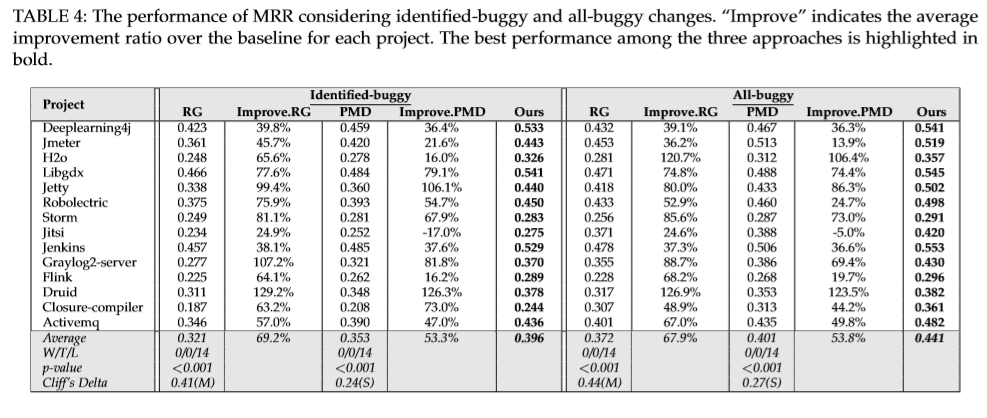 TABLE 4: The performance of MRR considering identified-buggy and all-buggy changes. “Improve” indicates the average
improvement ratio over the baseline for each project. The best performance among the three approaches is highlighted in
bold.
Project Identified-buggy All-buggy
RG Improve.RG PMD Improve.PMD Ours RG Improve.RG PMD Improve.PMD Ours
Deeplearning4j 0.423 39.8% 0.459 36.4% 0.533 0.432 39.1% 0.467 36.3% 0.541
Jmeter 0.361 45.7% 0.420 21.6% 0.443 0.453 36.2% 0.513 13.9% 0.519
H2o 0.248 65.6% 0.278 16.0% 0.326 0.281 120.7% 0.312 106.4% 0.357
Libgdx 0.466 77.6% 0.484 79.1% 0.541 0.471 74.8% 0.488 74.4% 0.545
Jetty 0.338 99.4% 0.360 106.1% 0.440 0.418 80.0% 0.433 86.3% 0.502
Robolectric 0.375 75.9% 0.393 54.7% 0.450 0.433 52.9% 0.460 24.7% 0.498
Storm 0.249 81.1% 0.281 67.9% 0.283 0.256 85.6% 0.287 73.0% 0.291
Jitsi 0.234 24.9% 0.252 -17.0% 0.275 0.371 24.6% 0.388 -5.0% 0.420
Jenkins 0.457 38.1% 0.485 37.6% 0.529 0.478 37.3% 0.506 36.6% 0.553
Graylog2-server 0.277 107.2% 0.321 81.8% 0.370 0.355 88.7% 0.386 69.4% 0.430
Flink 0.225 64.1% 0.262 16.2% 0.289 0.228 68.2% 0.268 19.7% 0.296
Druid 0.311 129.2% 0.348 126.3% 0.378 0.317 126.9% 0.353 123.5% 0.382
Closure-compiler 0.187 63.2% 0.208 73.0% 0.244 0.307 48.9% 0.313 44.2% 0.361
Activemq 0.346 57.0% 0.390 47.0% 0.436 0.401 67.0% 0.435 49.8% 0.482
Average 0.321 69.2% 0.353 53.3% 0.396 0.372 67.9% 0.401 53.8% 0.441
W/T/L 0/0/14 0/0/14 0/0/14 0/0/14
p-value <0.001 <0.001 <0.001 <0.001
Cliff's Delta 0.41(M) 0.24(S) 0.44(M) 0.27(S)